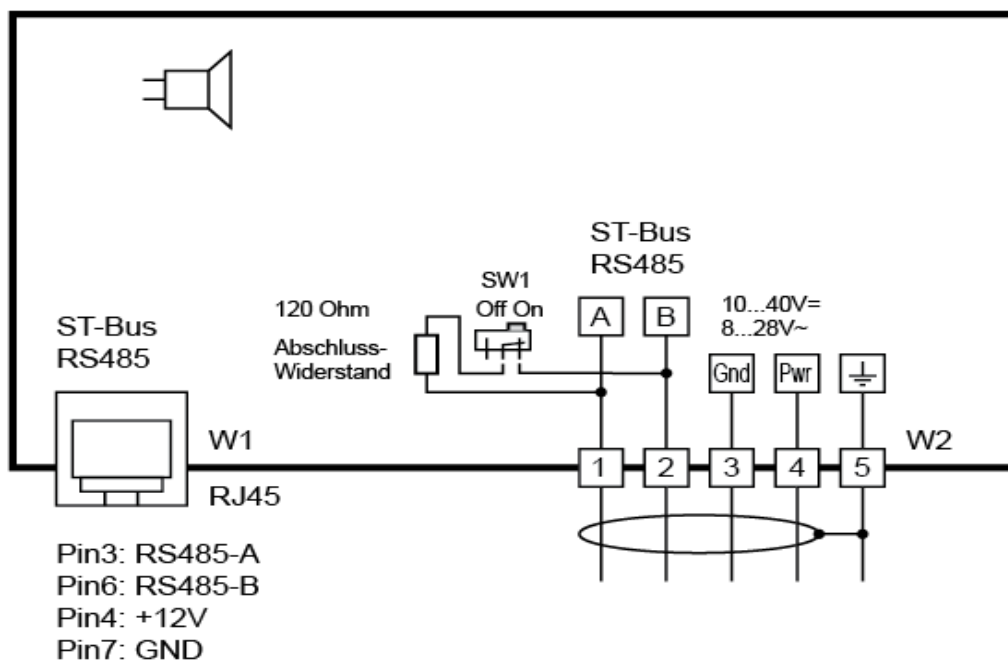 ST-Bus
RS485
SW1
Off On
120 Ohm
Abschluss-
Widerstand
A
B
10...40V=
8...28V~
Gnd
Pwr
ST-Bus
RS485
W1
RJ45
1
2
3
4
5
W2
Pin3: RS485-A
Pin6: RS485-B
Pin4: +12V
Pin7: GND